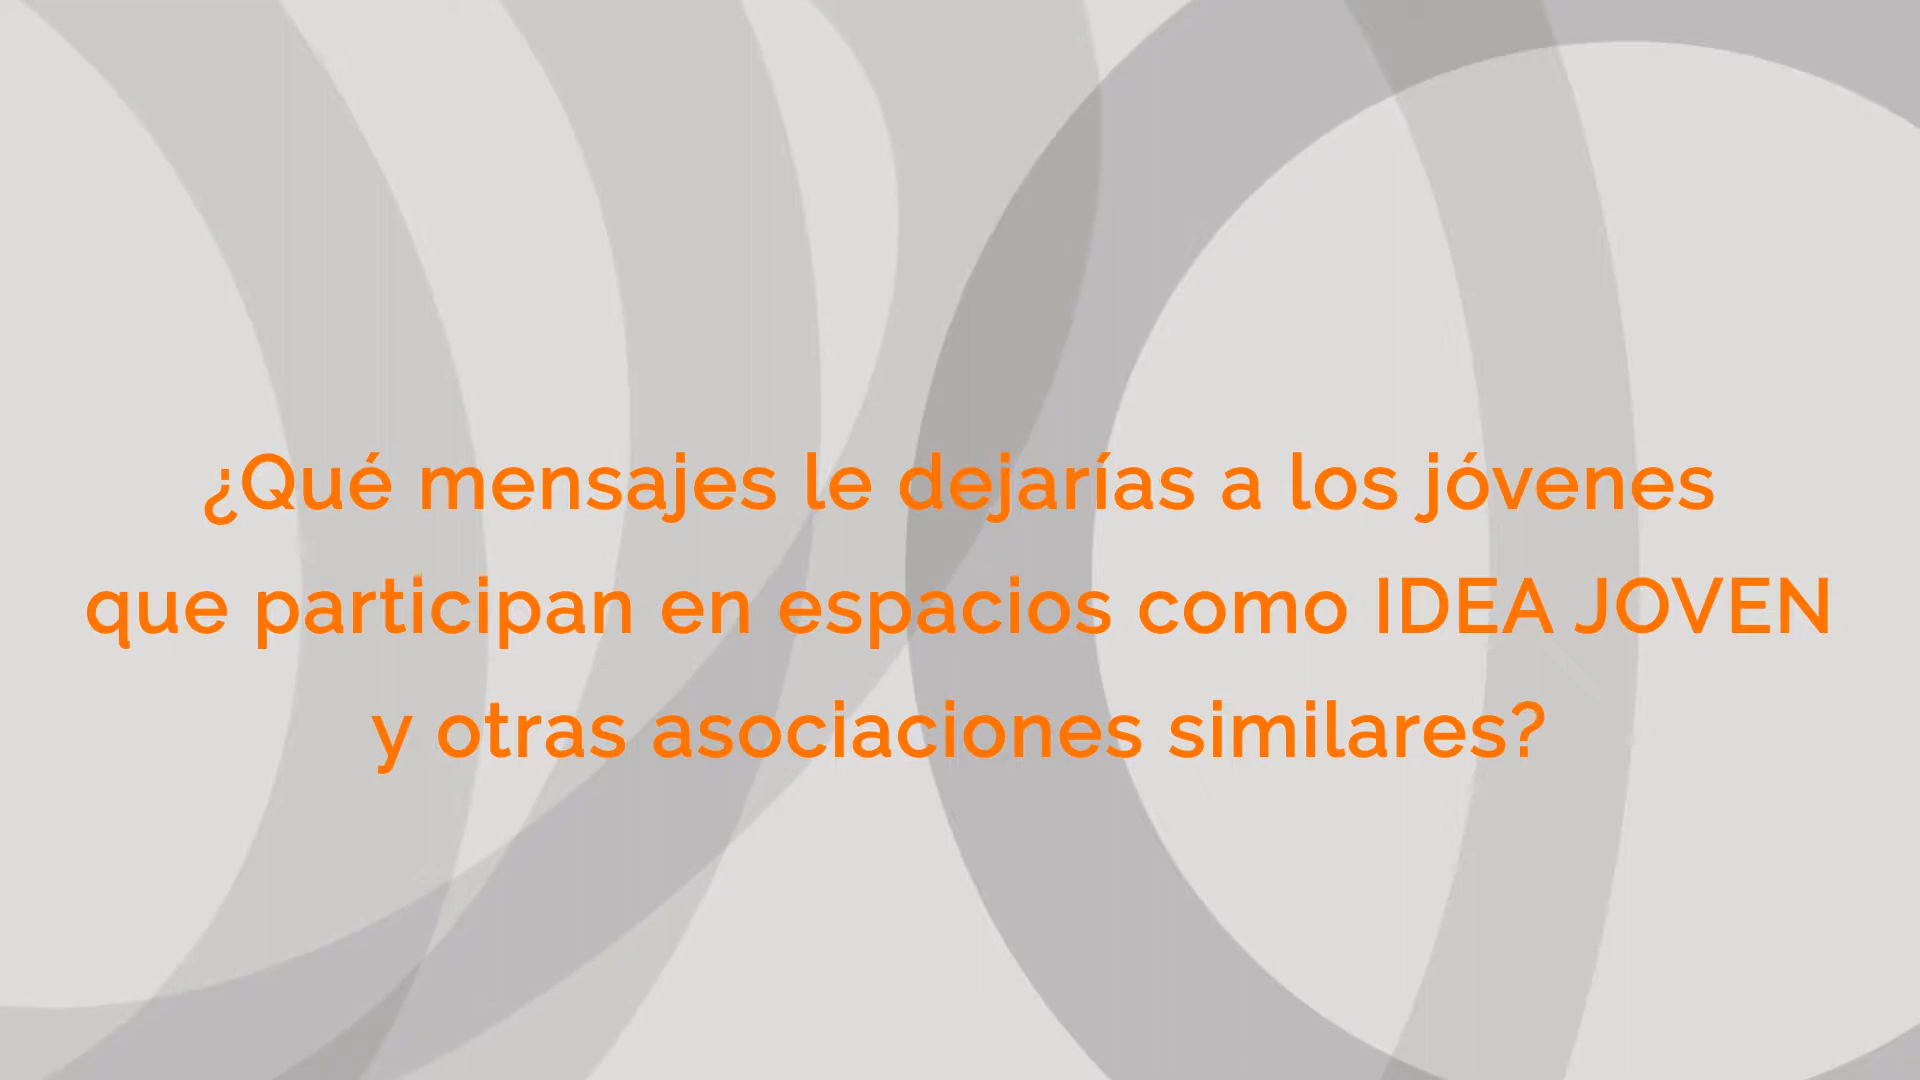 ¿Qué mensajes le dejarías a los jóvenes
que participan en espacios como IDEA JOVEN
y otras asociaciones similares?